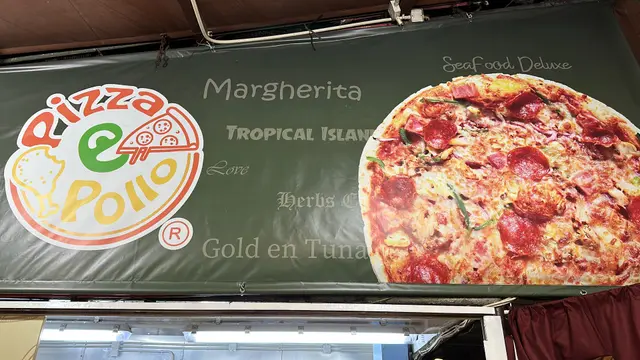 Pizza
e
Pollo
®
Margherita
Seafood Deluxe
Tropical Islan
Love
Herbs C
Gold en Tuna